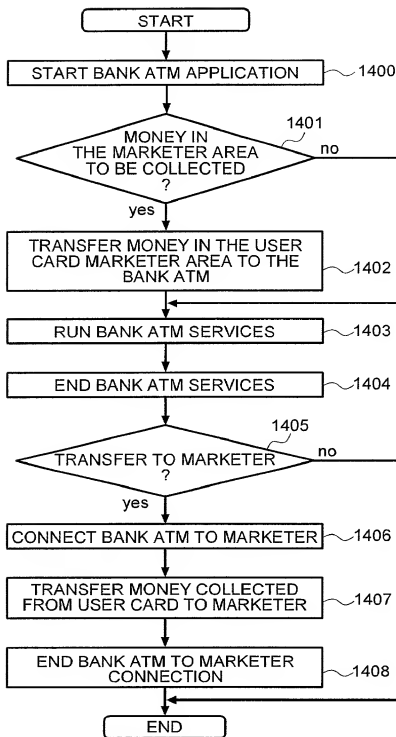 START
START BANK ATM APPLICATION
1400
MONEY IN
THE MARKETER AREA
TO BE COLLECTED
?
1401
no
yes
TRANSFER MONEY IN THE USER
CARD MARKETER AREA TO THE
BANK ATM
1402
RUN BANK ATM SERVICES
1403
END BANK ATM SERVICES
1404
TRANSFER TO MARKETER
?
1405
no
yes
CONNECT BANK ATM TO MARKETER
1406
TRANSFER MONEY COLLECTED
FROM USER CARD TO MARKETER
1407
END BANK ATM TO MARKETER
CONNECTION
1408
END